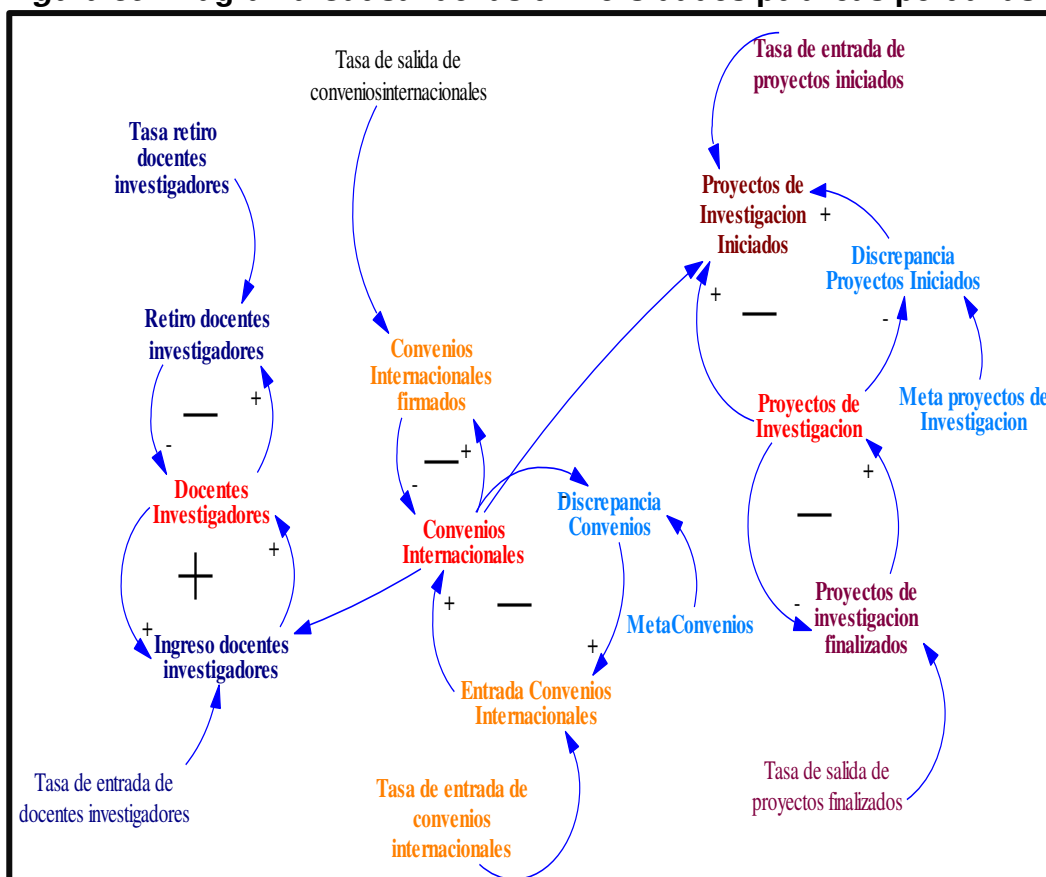 Tasa de entrada de
proyectos iniciados
Tasa de salida de
conveniosinternacionales
Tasa retiro
docentes
investigadores
Proyectos de
Investigacion
Iniciados
+
Discrepancia
Proyectos Iniciados
+
—
-
Retiro docentes
investigadores
Convenios
Internacionales
firmados
Meta proyectos de
Investigacion
Proyectos de
Investigacion
+
—
-
+
—
-
+
Docentes
Investigadores
Discrepancia
Convenios
-
Convenios
Internacionales
—
-
+
+
+
—
+
+
MetaConvenios
Proyectos de
investigacion
finalizados
Ingreso docentes
investigadores
Entrada Convenios
Internacionales
Tasa de entrada de
docentes investigadores
Tasa de entrada de
convenios
internacionales
Tasa de salida de
proyectos finalizados